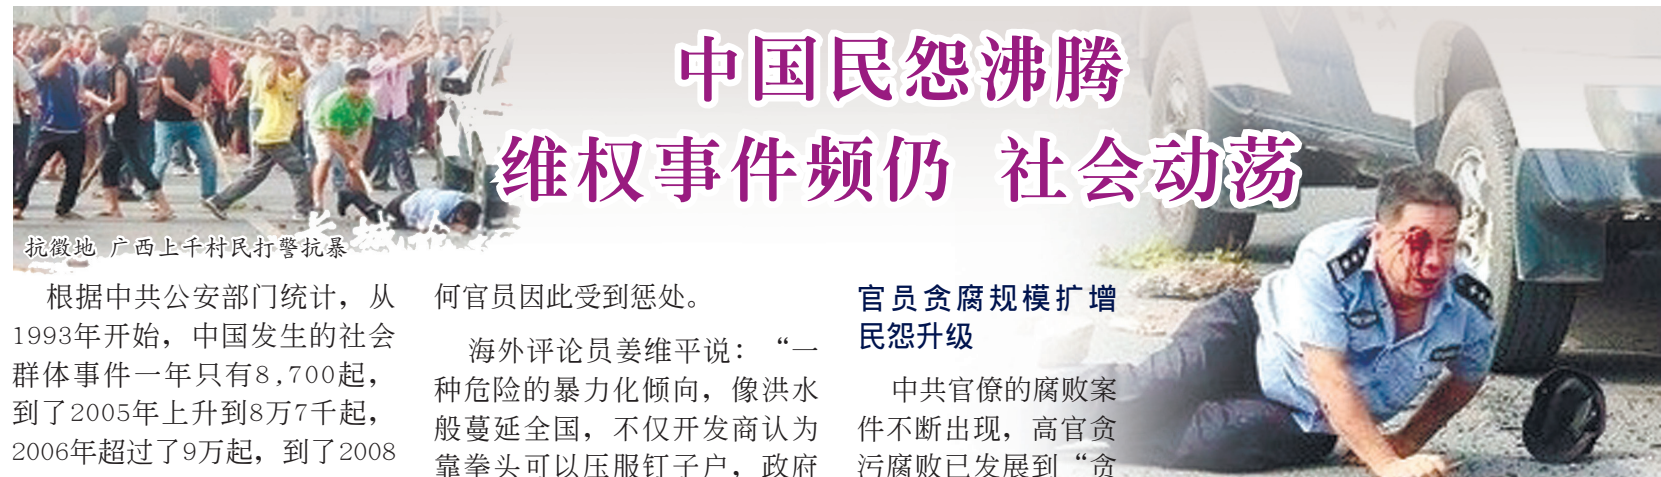 中国民怨沸腾
维权事件频仍 社会动荡
抗徵地 广西上千村民打警抗暴
根据中共公安部门统计，从
1993年开始，中国发生的社会
群体事件一年只有8,700起，
到了2005年上升到8万7千起，
2006年超过了9万起，到了2008
何官员因此受到惩处。
海外评论员姜维平说：“一
种危险的暴力化倾向，像洪水
般蔓延全国，不仅开发商认为
靠拳头可以压服钉子户，政府
官员贪腐规模扩增
民怨升级
中共官僚的腐败案
件不断出现，高官贪
污腐败已发展到“贪